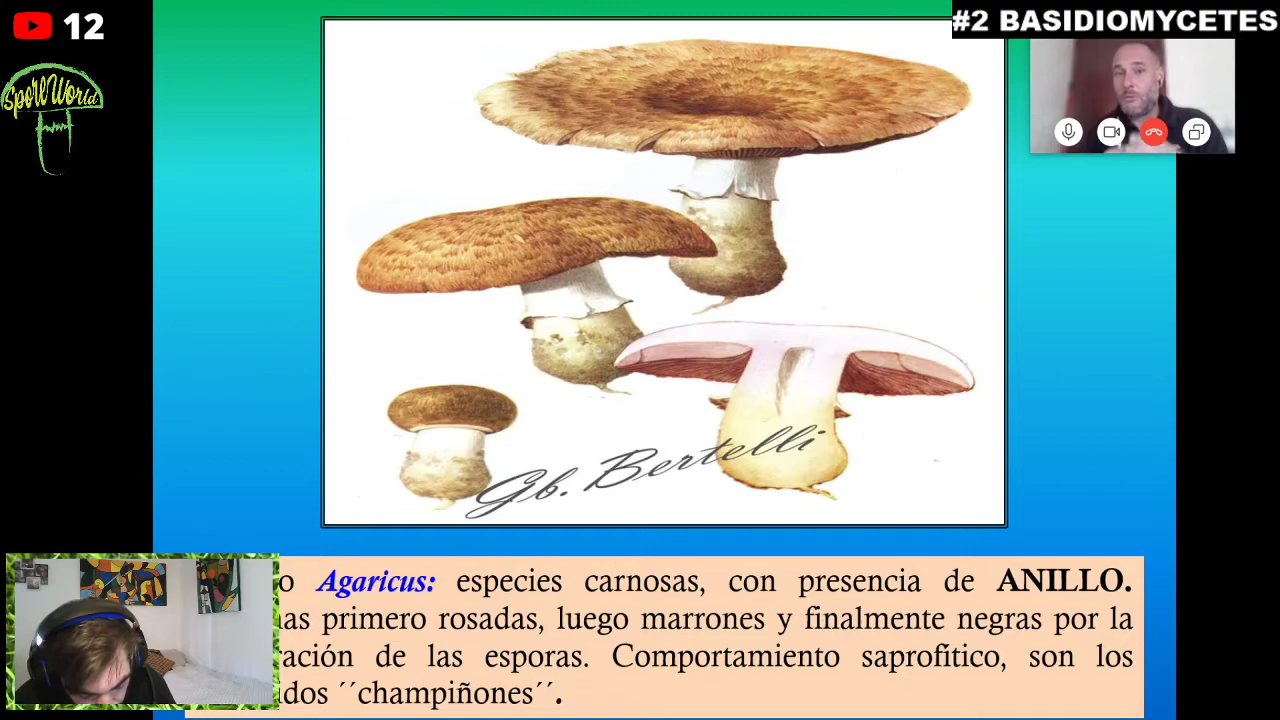 12
#2 BASIDIOMYCETES
SporeWorld
Gb. Bertelli
o Agaricus: especies carnosas, con presencia de ANILLO.
as primero rosadas, luego marrones y finalmente negras por la
ración de las esporas. Comportamiento saprofítico, son los
dos ´´champiñones´´.